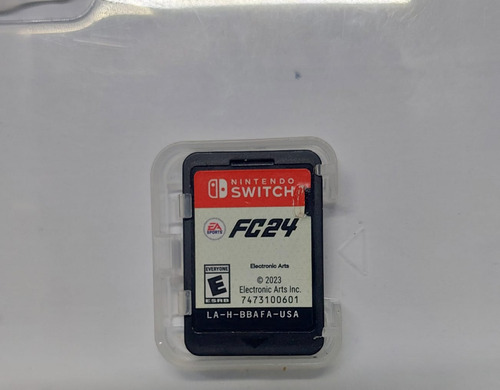 NINTENDO
SWITCH
EA
SPORTS
FC24
Electronic Arts
EVERYONE
E
ESRB
© 2023
Electronic Arts Inc.
7473100601
LA-H-BBAFA-USA